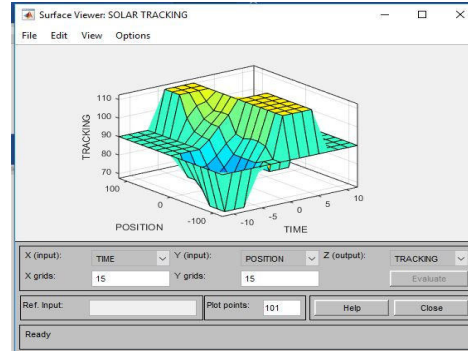 Surface Viewer: SOLAR TRACKING
File Edit View Options
110
100
90
80
70
TRACKING
100
0
-100
POSITION
-10
-5
0
5
10
TIME
X (input): TIME Y (input): POSITION Z (output): TRACKING
X grids: 15 Y grids: 15 Evaluate
Ref. Input: Plot points: 101 Help Close
Ready